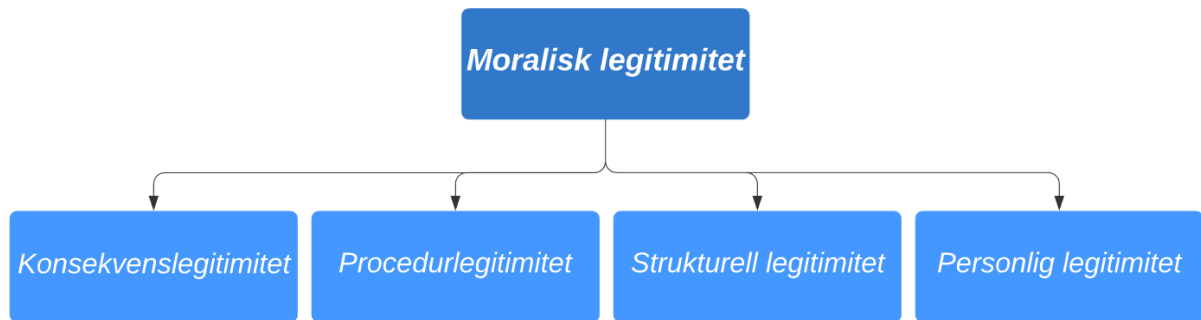 Moralisk legitimitet
Konsekvenslegitimitet
Procedurlegitimitet
Strukturell legitimitet
Personlig legitimitet